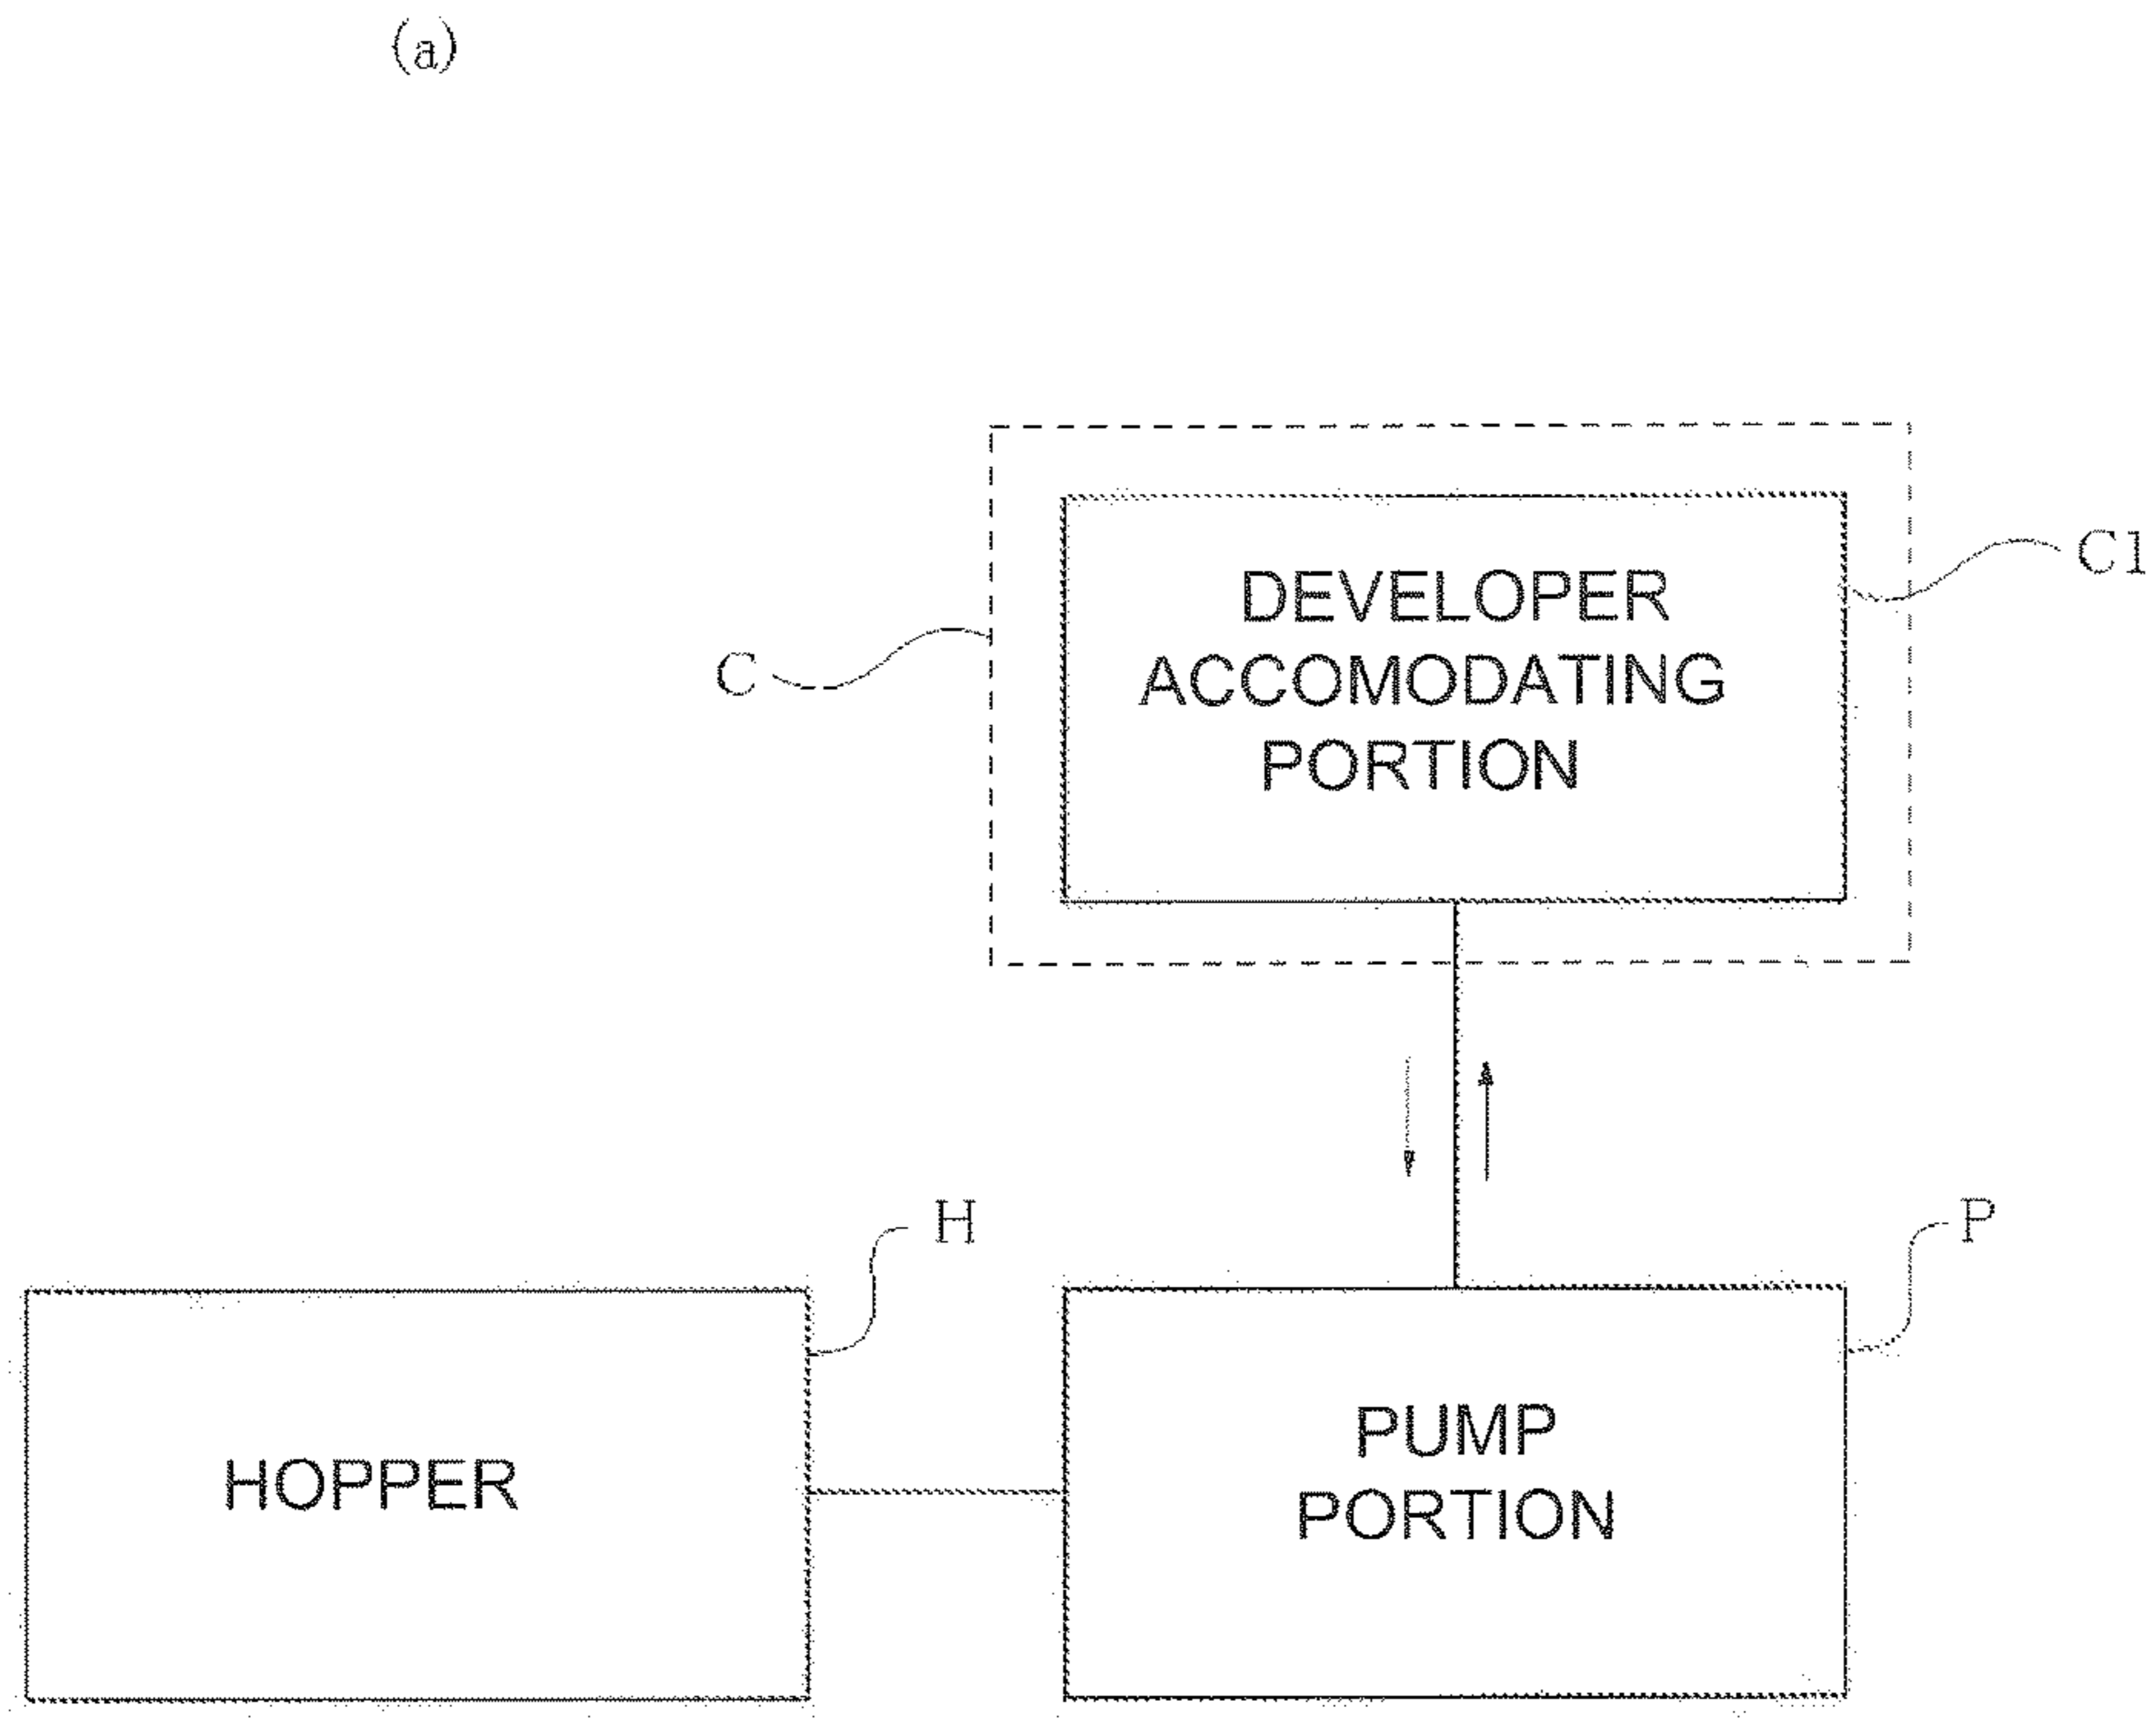 (a)
DEVELOPER
ACCOMODATING
PORTION
C1
C
H
P
HOPPER
PUMP
PORTION